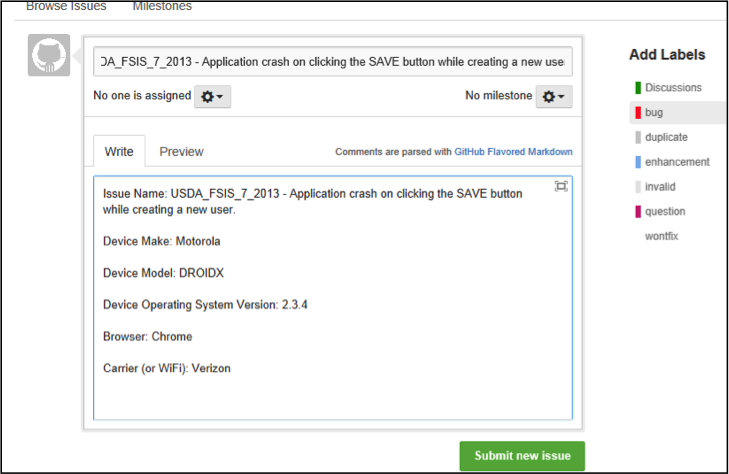 Browse Issues Milestones
DA_FSIS_7_2013 - Application crash on clicking the SAVE button while creating a new use
Add Labels
No one is assigned No milestone
Discussions
bug
duplicate
enhancement
invalid
question
wontfix
Write Preview Comments are parsed with GitHub Flavored Markdown
Issue Name: USDA_FSIS_7_2013 - Application crash on clicking the SAVE button
while creating a new user.
Device Make: Motorola
Device Model: DROIDX
Device Operating System Version: 2.3.4
Browser: Chrome
Carrier (or WiFi): Verizon
Submit new issue